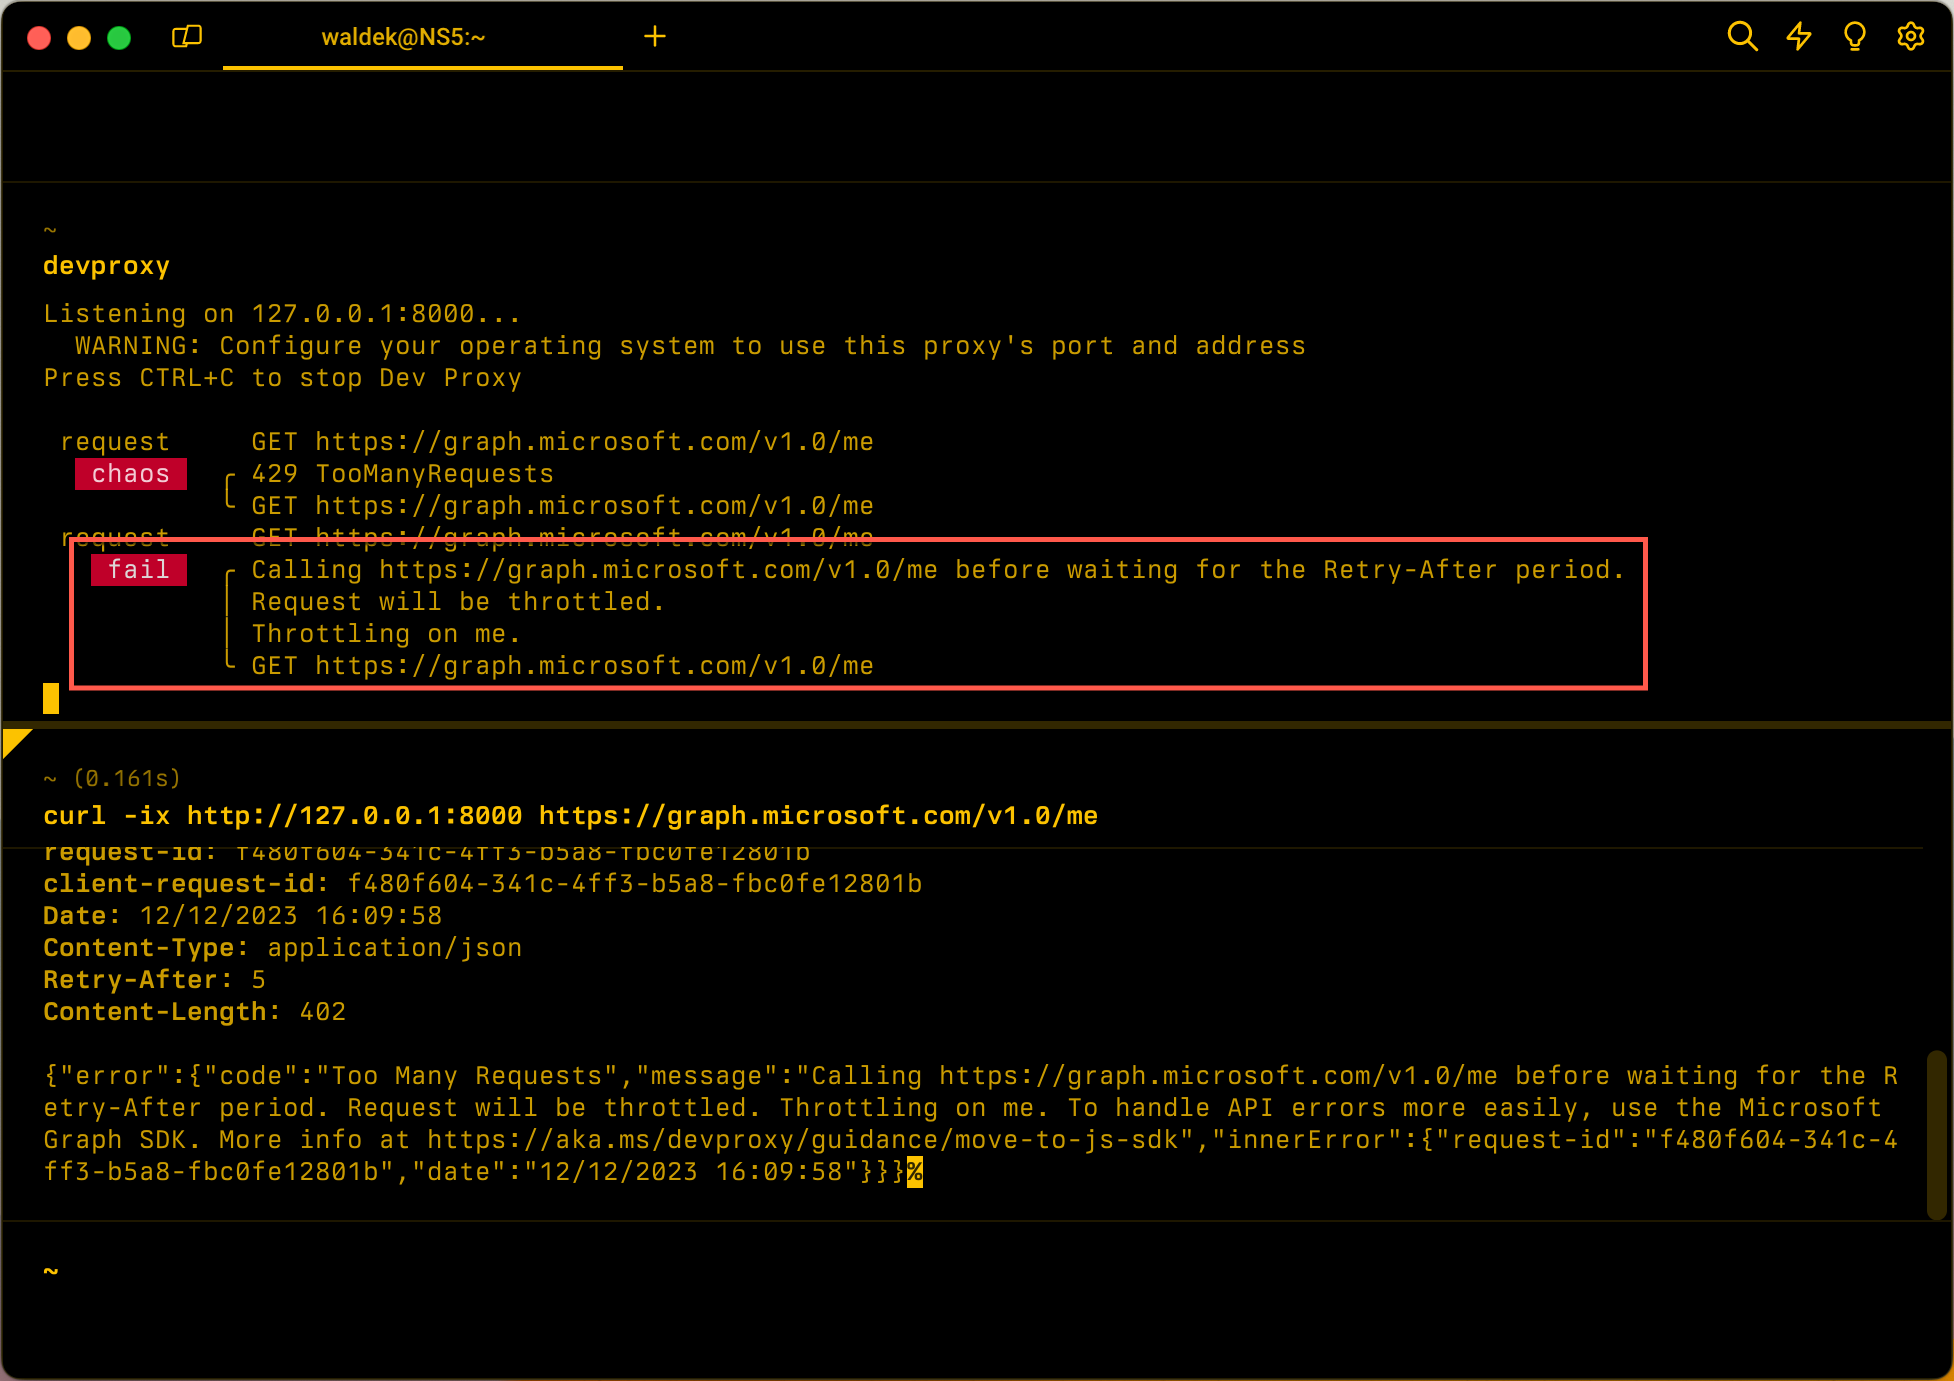 waldek@NS5:~
~
devproxy
Listening on 127.0.0.1:8000...
WARNING: Configure your operating system to use this proxy's port and address
Press CTRL+C to stop Dev Proxy
request GET https://graph.microsoft.com/v1.0/me
chaos 429 TooManyRequests
GET https://graph.microsoft.com/v1.0/me
request GET https://graph.microsoft.com/v1.0/me
fail Calling https://graph.microsoft.com/v1.0/me before waiting for the Retry-After period.
Request will be throttled.
Throttling on me.
GET https://graph.microsoft.com/v1.0/me
~ (0.161s)
curl -ix http://127.0.0.1:8000 https://graph.microsoft.com/v1.0/me
request-id: f480f604-341c-4ff3-b5a8-fbc0fe12801b
client-request-id: f480f604-341c-4ff3-b5a8-fbc0fe12801b
Date: 12/12/2023 16:09:58
Content-Type: application/json
Retry-After: 5
Content-Length: 402
{"error":{"code":"Too Many Requests","message":"Calling https://graph.microsoft.com/v1.0/me before waiting for the R
etry-After period. Request will be throttled. Throttling on me. To handle API errors more easily, use the Microsoft
Graph SDK. More info at https://aka.ms/devproxy/guidance/move-to-js-sdk","innerError":{"request-id":"f480f604-341c-4
ff3-b5a8-fbc0fe12801b","date":"12/12/2023 16:09:58"}}}%
~